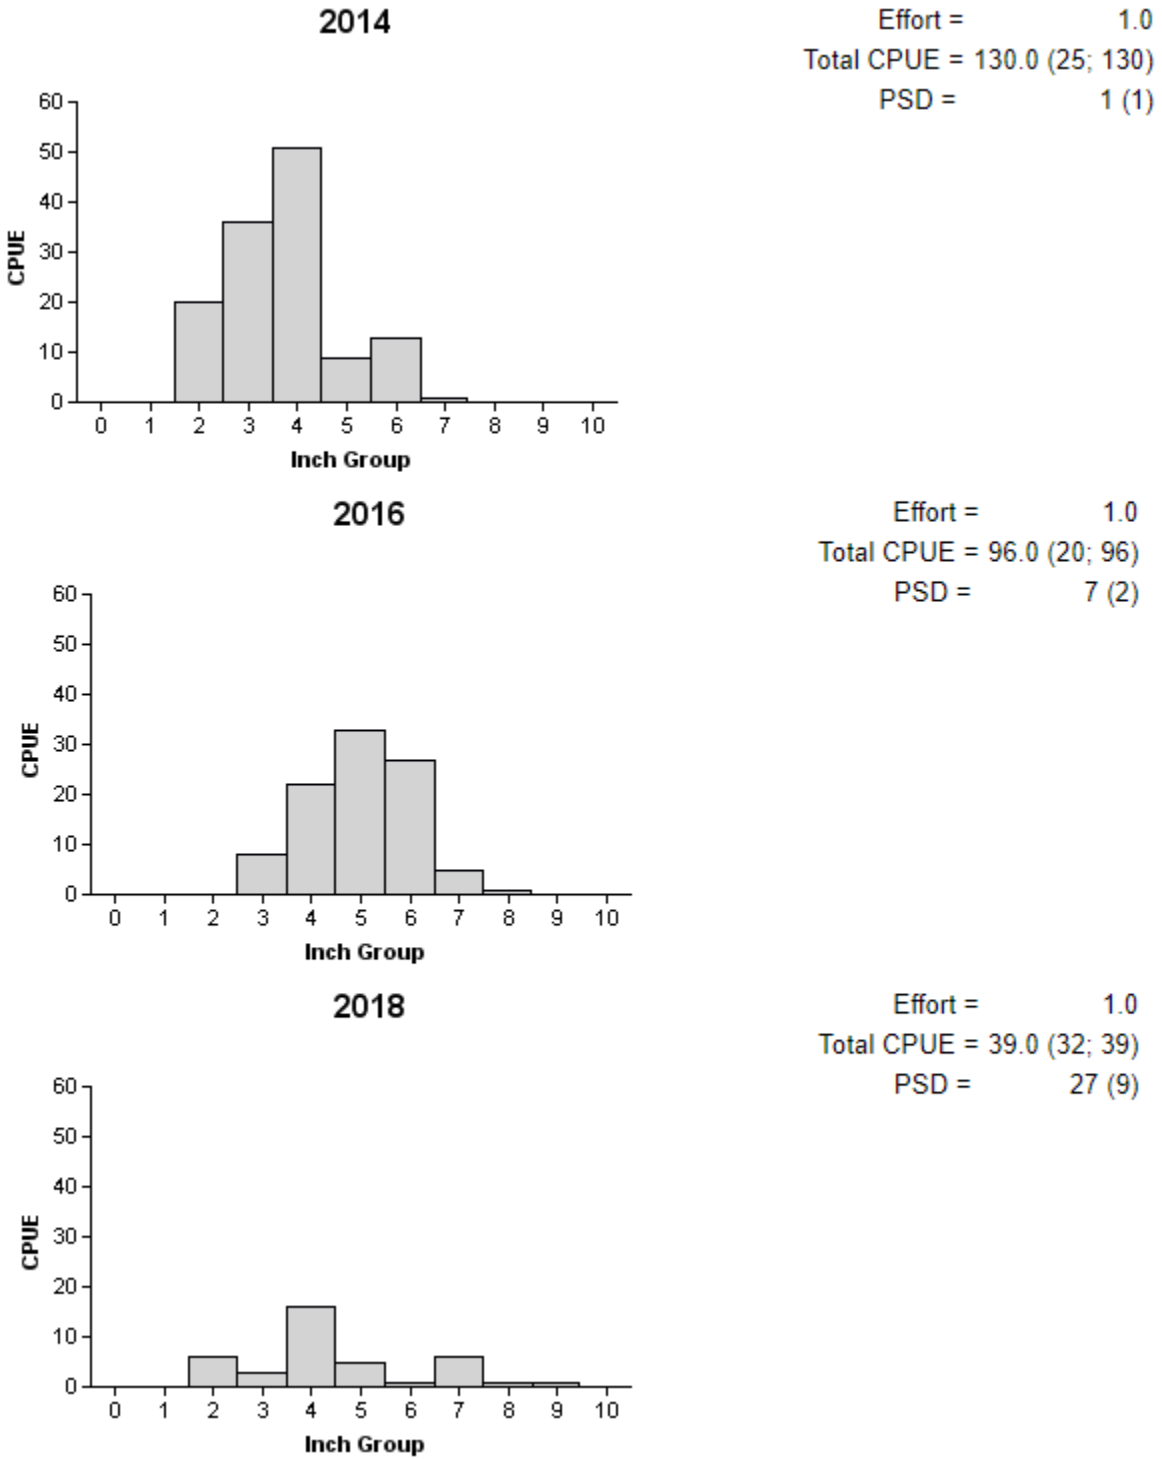 2014
Effort = 1.0
Total CPUE = 130.0 (25; 130)
PSD = 1 (1)
60
50
40
30
20
10
0
CPUE
0 1 2 3 4 5 6 7 8 9 10
Inch Group
2016
Effort = 1.0
Total CPUE = 96.0 (20; 96)
PSD = 7 (2)
60
50
40
30
20
10
0
CPUE
0 1 2 3 4 5 6 7 8 9 10
Inch Group
2018
Effort = 1.0
Total CPUE = 39.0 (32; 39)
PSD = 27 (9)
60
50
40
30
20
10
0
CPUE
0 1 2 3 4 5 6 7 8 9 10
Inch Group